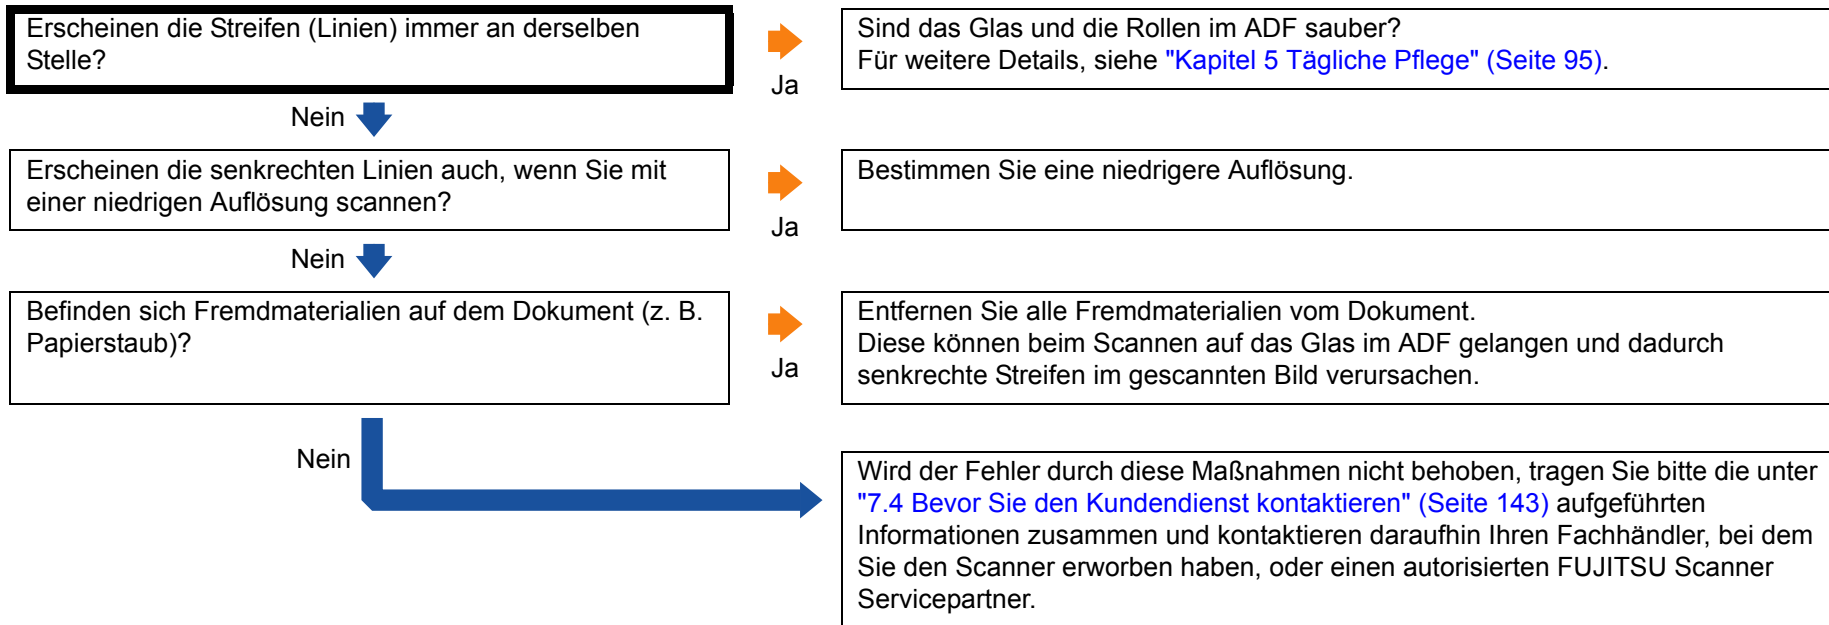 Erscheinen die Streifen (Linien) immer an derselben
Stelle?
Ja
Sind das Glas und die Rollen im ADF sauber?
Für weitere Details, siehe "Kapitel 5 Tägliche Pflege" (Seite 95).
Nein
Erscheinen die senkrechten Linien auch, wenn Sie mit
einer niedrigen Auflösung scannen?
Ja
Bestimmen Sie eine niedrigere Auflösung.
Nein
Befinden sich Fremdmaterialien auf dem Dokument (z. B.
Papierstaub)?
Ja
Entfernen Sie alle Fremdmaterialien vom Dokument.
Diese können beim Scannen auf das Glas im ADF gelangen und dadurch
senkrechte Streifen im gescannten Bild verursachen.
Nein
Wird der Fehler durch diese Maßnahmen nicht behoben, tragen Sie bitte die unter
"7.4 Bevor Sie den Kundendienst kontaktieren" (Seite 143) aufgeführten
Informationen zusammen und kontaktieren daraufhin Ihren Fachhändler, bei dem
Sie den Scanner erworben haben, oder einen autorisierten FUJITSU Scanner
Servicepartner.